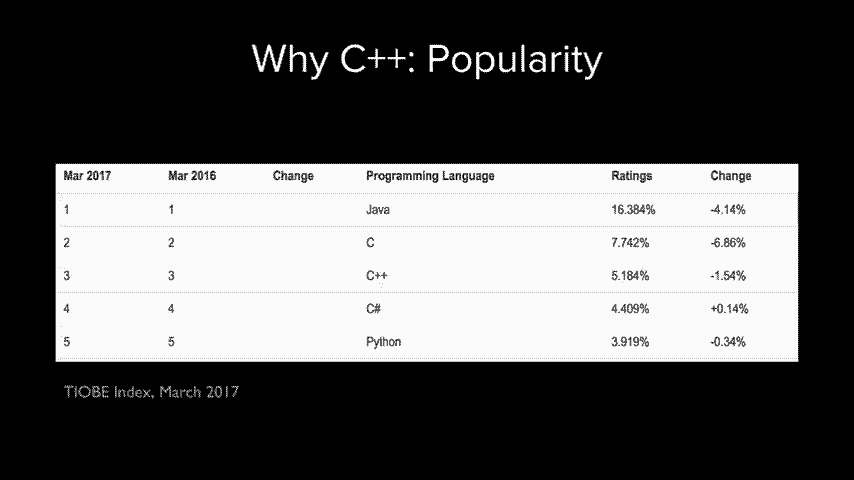 Why C++: Popularity
Mar 2017 Mar 2016 Change Programming Language Ratings Change
1 1 Java 16.384% -4.14%
2 2 C 7.742% -6.86%
3 3 C++ 5.184% -1.54%
4 4 C# 4.409% +0.14%
5 5 Python 3.919% -0.34%
TIOBE Index, March 2017